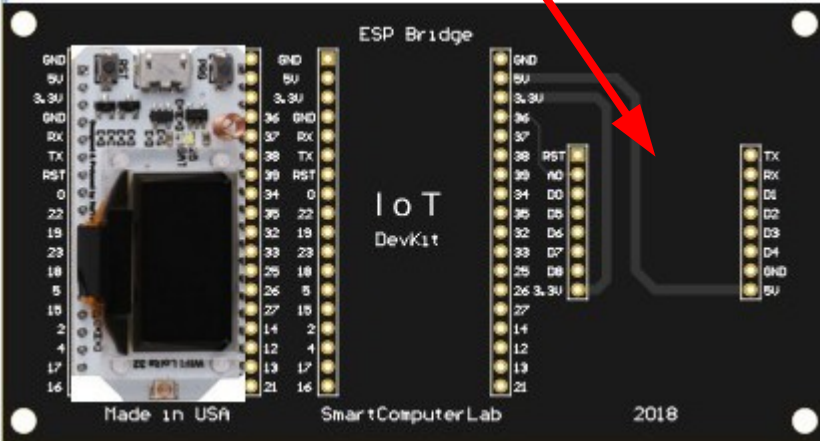 ESP Bridge
GND RST PRG GND GND
5V 5V 5V
3.3V 3.3V 3.3V
GND 36 GND 36
RX 37 RX 37
TX 38 TX 38 RST TX
RST 39 RST 39 A0 RX
0 34 0 IoT 34 D0 D1
22 35 22 35 D5 D2
19 32 19 DevKit 32 D6 D3
23 33 23 33 D7 D4
18 25 18 25 D8 GND
5 26 5 26 3.3V 5V
15 27 15 27
2 14 2 14
4 12 4 12
WIFI LoRa 32
17 13 17 13
16 21 16 21
Made in USA SmartComputerLab 2018